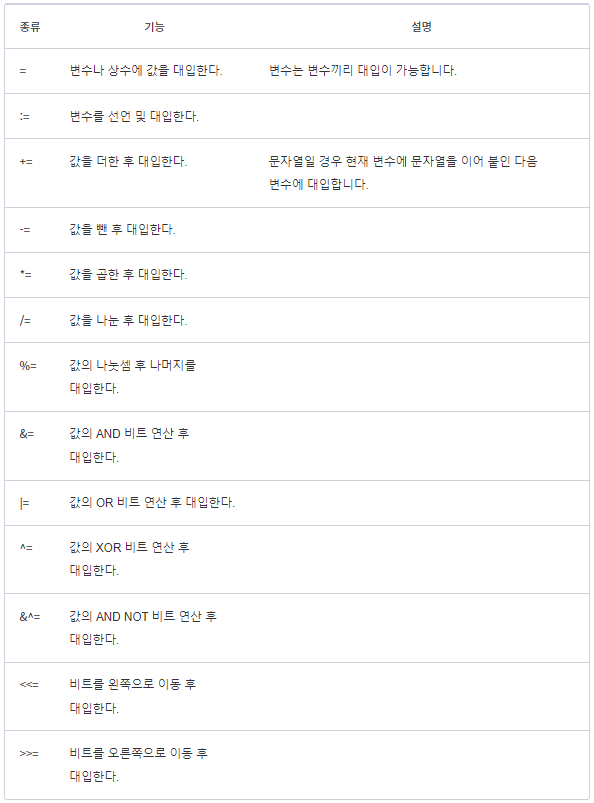 종류 기능 설명
= 변수나 상수에 값을 대입한다. 변수는 변수끼리 대입이 가능합니다.
:= 변수를 선언 및 대입한다.
+= 값을 더한 후 대입한다. 문자열일 경우 현재 변수에 문자열을 이어 붙인 다음
변수에 대입합니다.
-= 값을 뺀 후 대입한다.
*= 값을 곱한 후 대입한다.
/= 값을 나눈 후 대입한다.
%= 값의 나눗셈 후 나머지를
대입한다.
&= 값의 AND 비트 연산 후
대입한다.
|= 값의 OR 비트 연산 후 대입한다.
^= 값의 XOR 비트 연산 후
대입한다.
&^= 값의 AND NOT 비트 연산 후
대입한다.
<<= 비트를 왼쪽으로 이동 후
대입한다.
>>= 비트를 오른쪽으로 이동 후
대입한다.